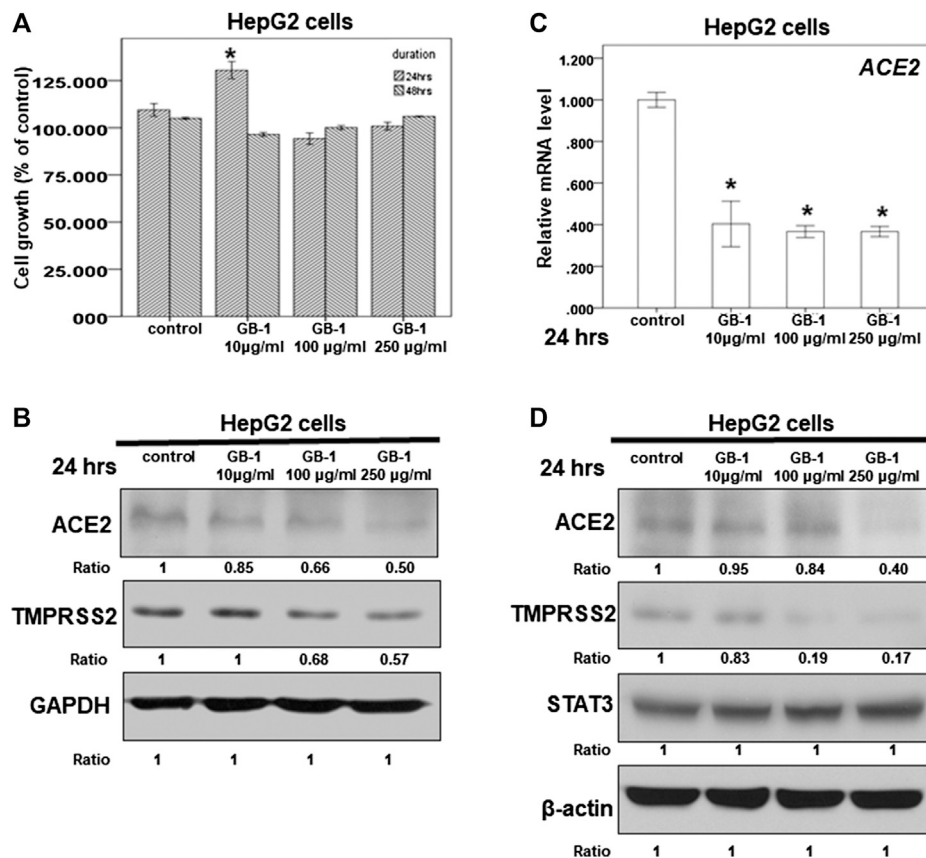 A
HepG2 cells
duration
24hrs
48hrs
Cell growth (% of control)
125.000
100.000
75.000
50.000
25.000
000
control
GB-1
10µg/ml
GB-1
100 µg/ml
GB-1
250 µg/ml
*
C
HepG2 cells
ACE2
Relative mRNA level
1.200
1.000
.800
.600
.400
.200
.000
*
*
*
24 hrs
control
GB-1
10µg/ml
GB-1
100 µg/ml
GB-1
250 µg/ml
B
HepG2 cells
24 hrs
control
GB-1
10µg/ml
GB-1
100 µg/ml
GB-1
250 µg/ml
ACE2
Ratio 1 0.85 0.66 0.50
TMPRSS2
Ratio 1 1 0.68 0.57
GAPDH
Ratio 1 1 1 1
D
HepG2 cells
24 hrs
control
GB-1
10µg/ml
GB-1
100 µg/ml
GB-1
250 µg/ml
ACE2
Ratio 1 0.95 0.84 0.40
TMPRSS2
Ratio 1 0.83 0.19 0.17
STAT3
Ratio 1 1 1 1
β-actin
Ratio 1 1 1 1